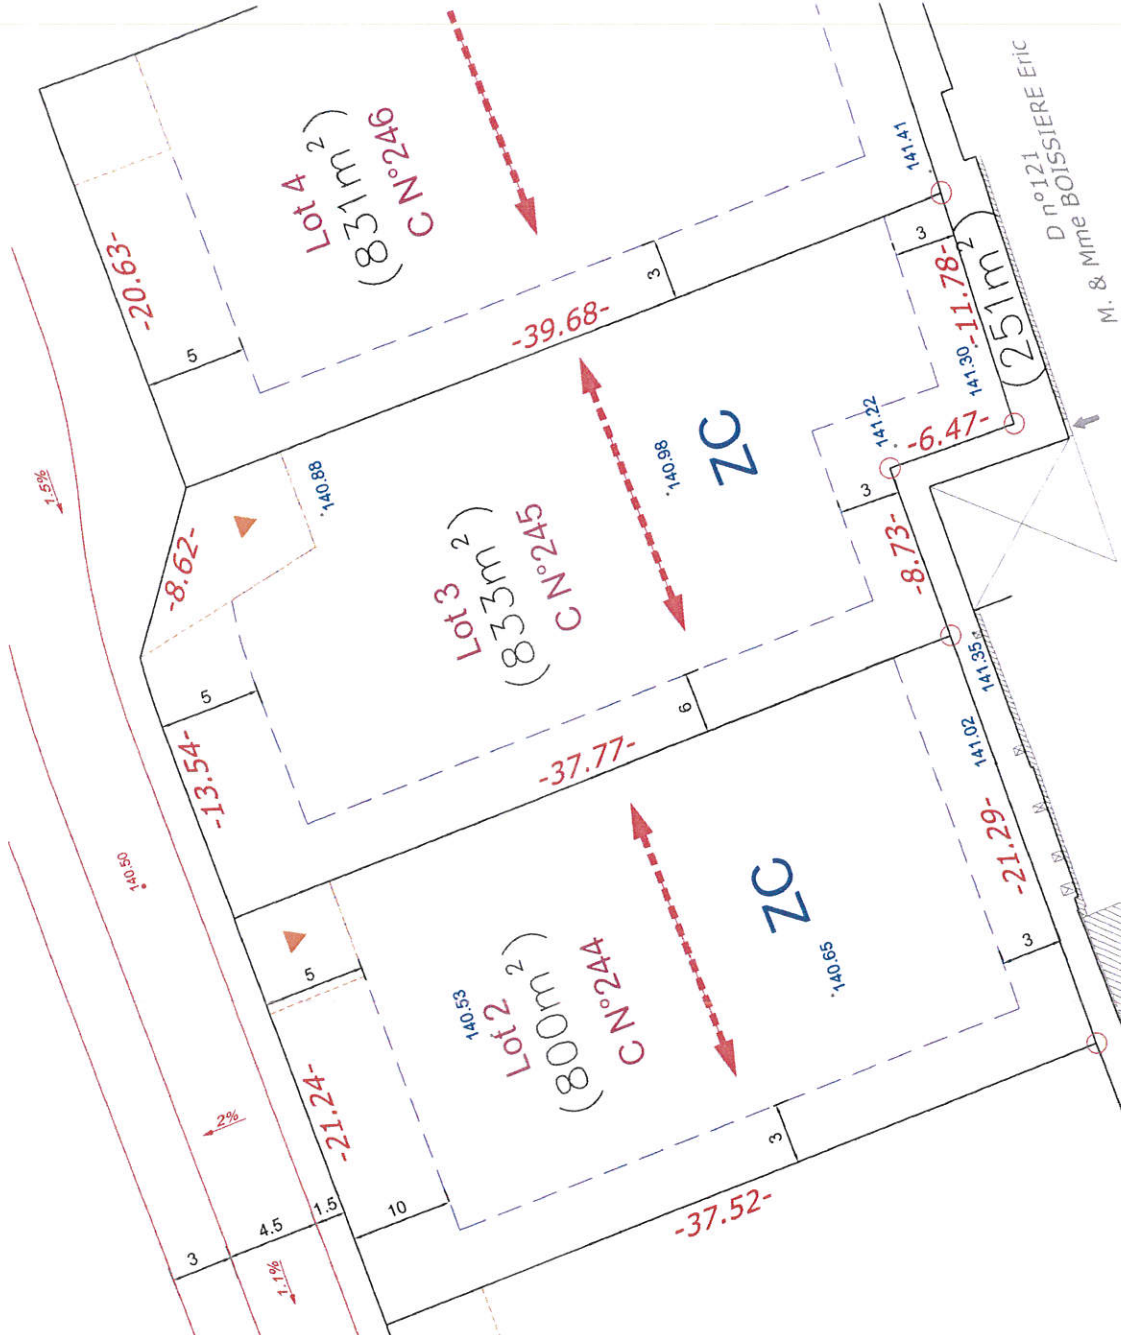 Lot 4
(831m²)
C N°246
-20.63-
5
3
-39.68-
141.41
3
-11.78-
(251m²)
D n°121
M. & Mme BOISSIERE Eric
1.5%
-8.62-
140.88
Lot 3
(833m²)
C N°245
140.98
ZC
141.22
141.30
-6.47-
3
-8.73-
5
-13.54-
6
-37.77-
141.35
141.02
-21.29-
3
140.50
5
140.53
Lot 2
(800m²)
C N°244
ZC
140.65
-21.24-
2%
10
3
-37.52-
3
4.5
1.5
1.1%